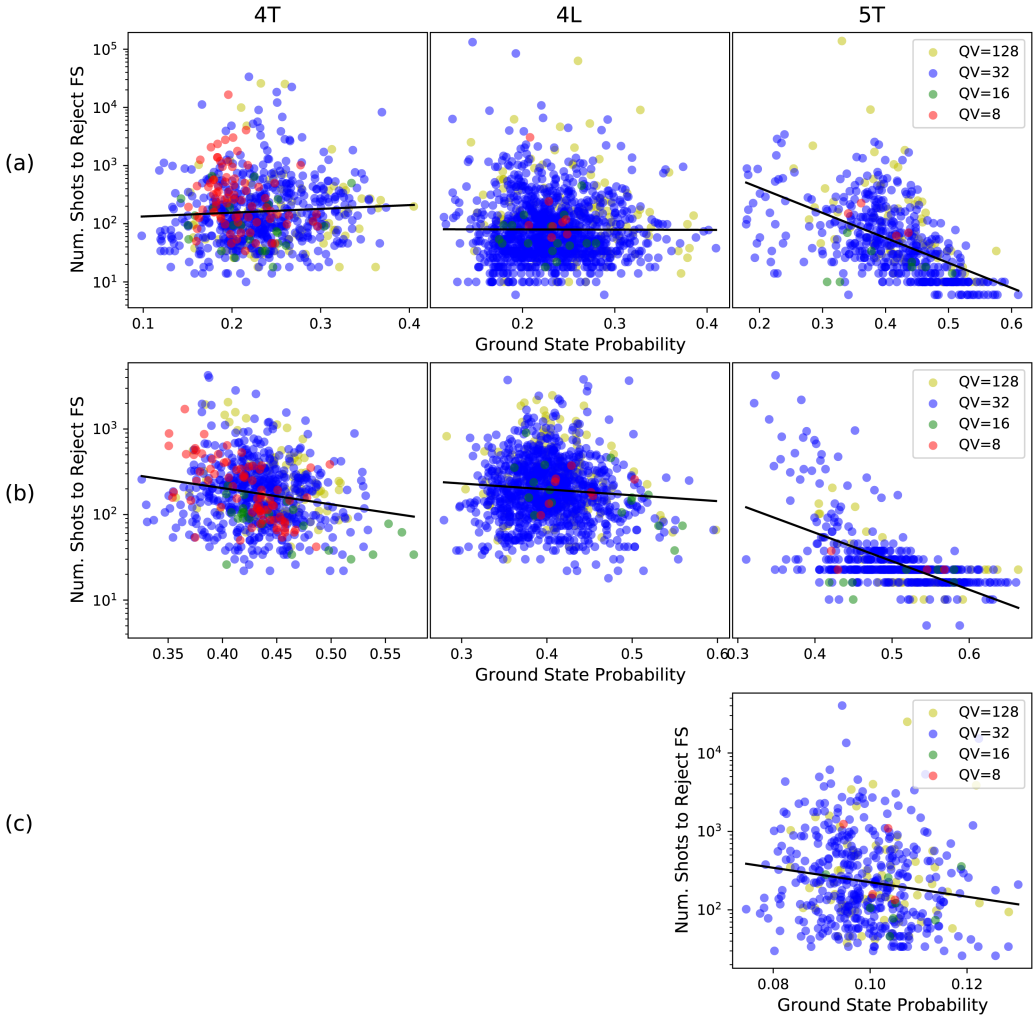 4T 4L 5T
(a)
Num. Shots to Reject FS
10^5
10^4
10^3
10^2
10^1
QV=128
QV=32
QV=16
QV=8
0.1 0.2 0.3 0.4
0.2 0.3 0.4
0.2 0.3 0.4 0.5 0.6
Ground State Probability
(b)
Num. Shots to Reject FS
10^3
10^2
10^1
QV=128
QV=32
QV=16
QV=8
0.35 0.40 0.45 0.50 0.55
0.3 0.4 0.5 0.6
0.3 0.4 0.5 0.6
Ground State Probability
(c)
Num. Shots to Reject FS
10^4
10^3
10^2
QV=128
QV=32
QV=16
QV=8
0.08 0.10 0.12
Ground State Probability